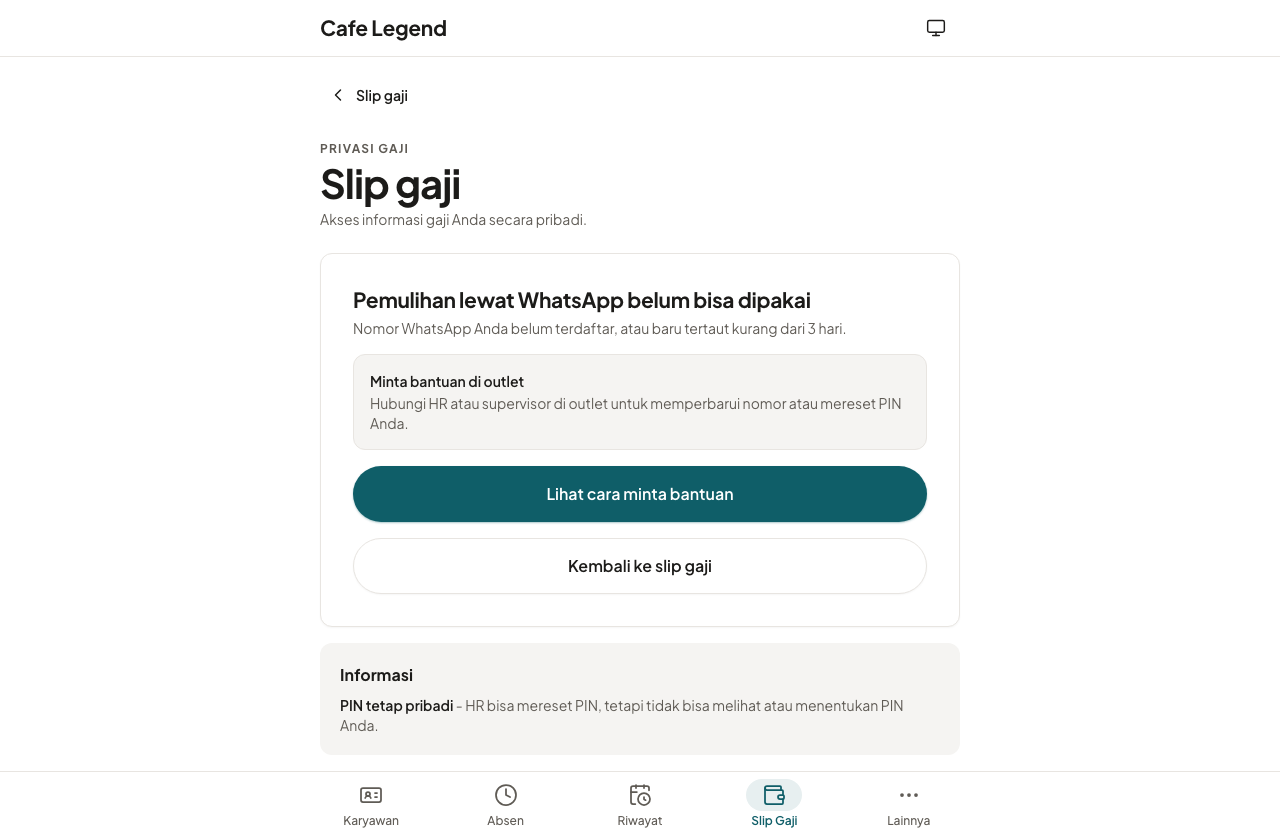 Cafe Legend
Slip gaji
PRIVASI GAJI
Slip gaji
Akses informasi gaji Anda secara pribadi.
Pemulihan lewat WhatsApp belum bisa dipakai
Nomor WhatsApp Anda belum terdaftar, atau baru tertaut kurang dari 3 hari.
Minta bantuan di outlet
Hubungi HR atau supervisor di outlet untuk memperbarui nomor atau mereset PIN
Anda.
Lihat cara minta bantuan
Kembali ke slip gaji
Informasi
PIN tetap pribadi - HR bisa mereset PIN, tetapi tidak bisa melihat atau menentukan PIN
Anda.
Karyawan
Absen
Riwayat
Slip Gaji
Lainnya